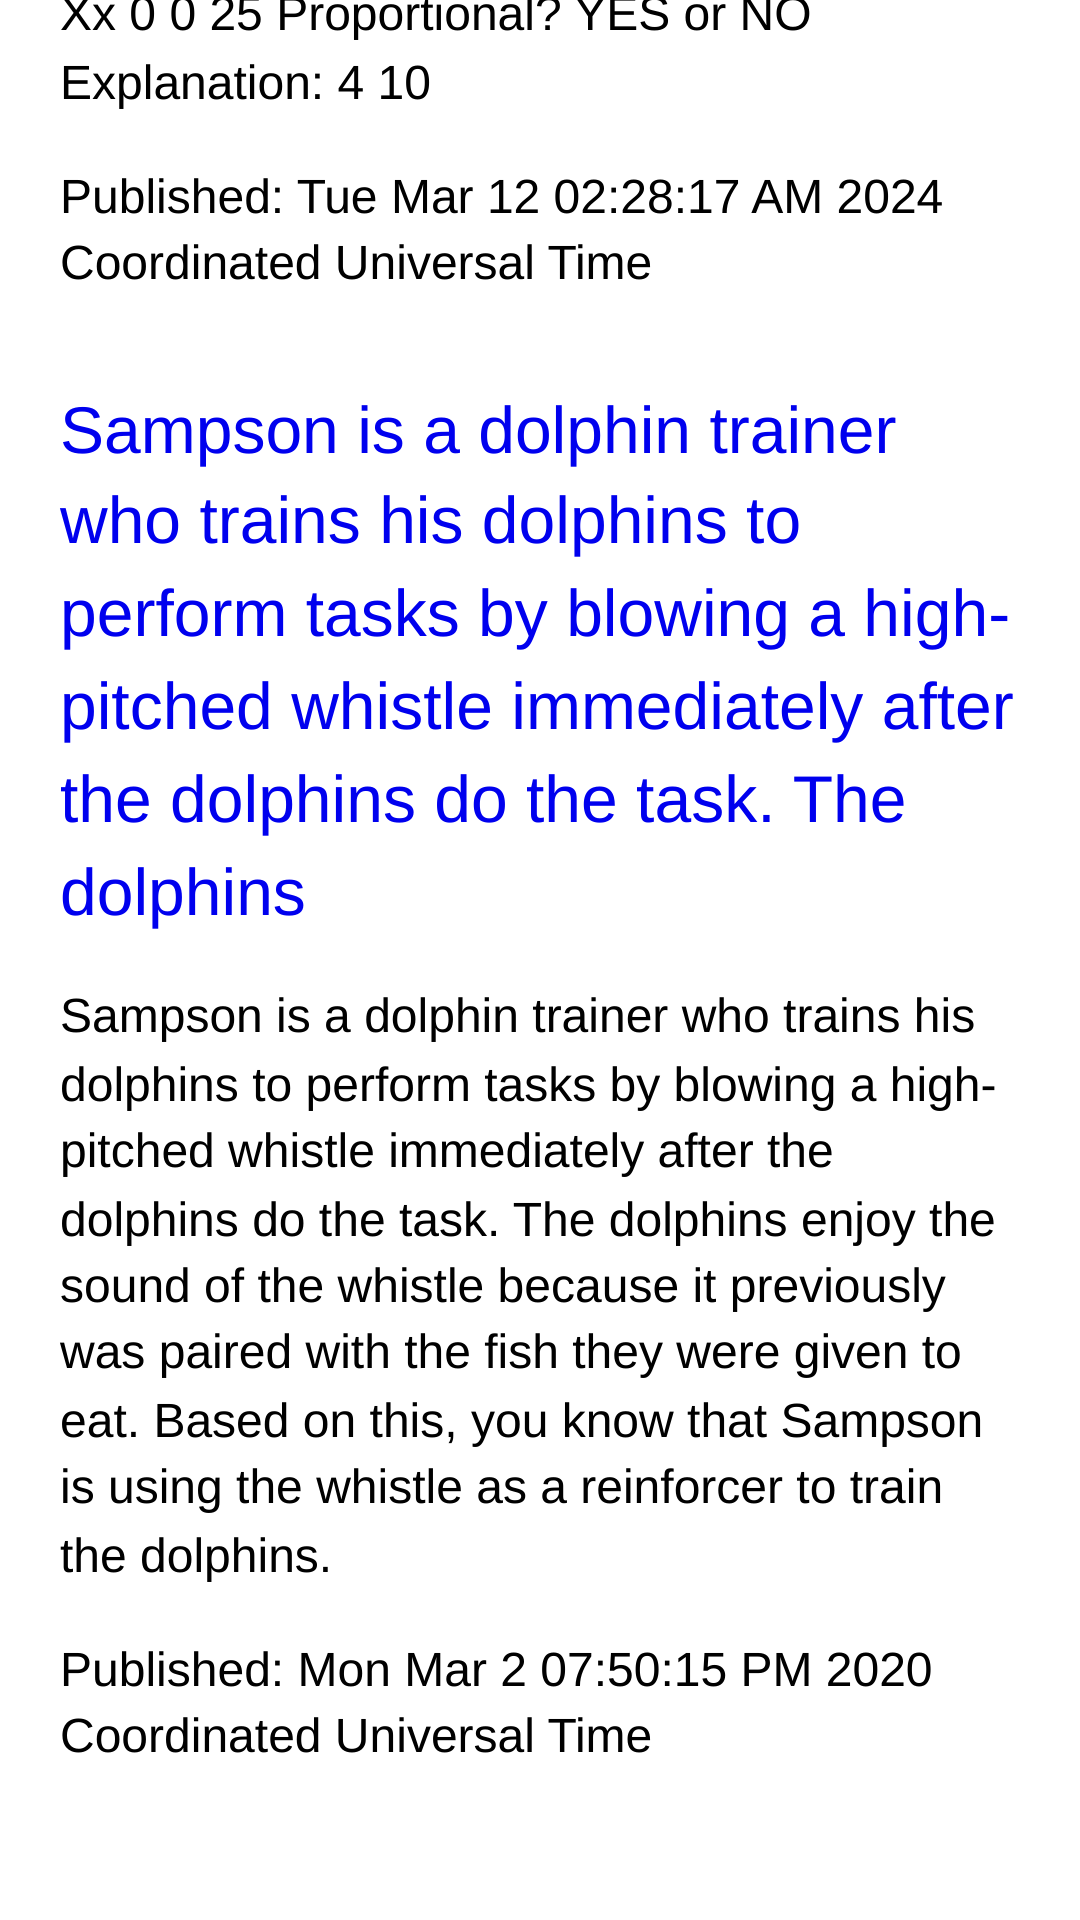 Xx 0 0 25 Proportional? YES or NO
Explanation: 4 10
Published: Tue Mar 12 02:28:17 AM 2024
Coordinated Universal Time
Sampson is a dolphin trainer
who trains his dolphins to
perform tasks by blowing a high-
pitched whistle immediately after
the dolphins do the task. The
dolphins
Sampson is a dolphin trainer who trains his
dolphins to perform tasks by blowing a high-
pitched whistle immediately after the
dolphins do the task. The dolphins enjoy the
sound of the whistle because it previously
was paired with the fish they were given to
eat. Based on this, you know that Sampson
is using the whistle as a reinforcer to train
the dolphins.
Published: Mon Mar 2 07:50:15 PM 2020
Coordinated Universal Time